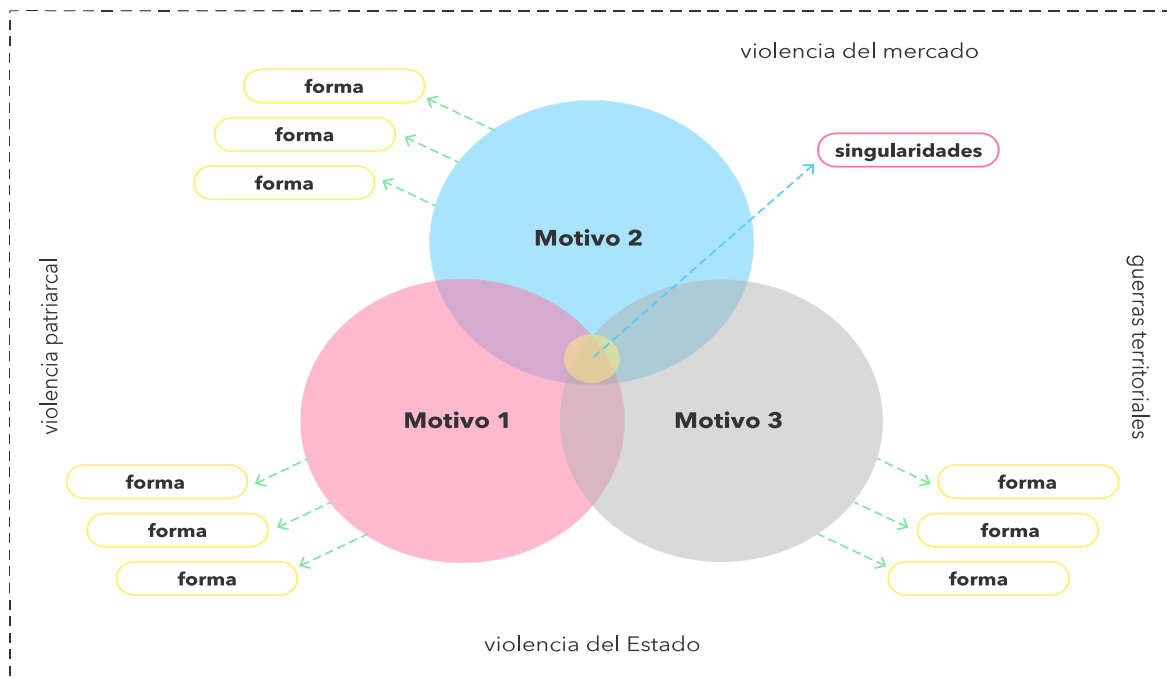 violencia del mercado
forma
forma
forma
singularidades
Motivo 2
violencia patriarcal
guerras territoriales
Motivo 1
Motivo 3
forma
forma
forma
forma
forma
forma
violencia del Estado